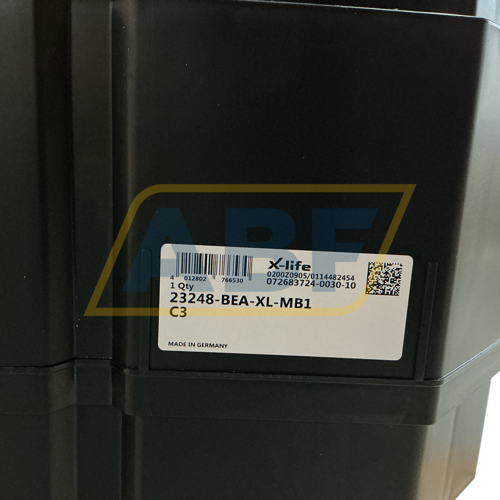 ABF
X-life
0200Z0905/0114482454
072683724-0030-10
4 012802 766530
1 Qty
23248-BEA-XL-MB1
C3
MADE IN GERMANY